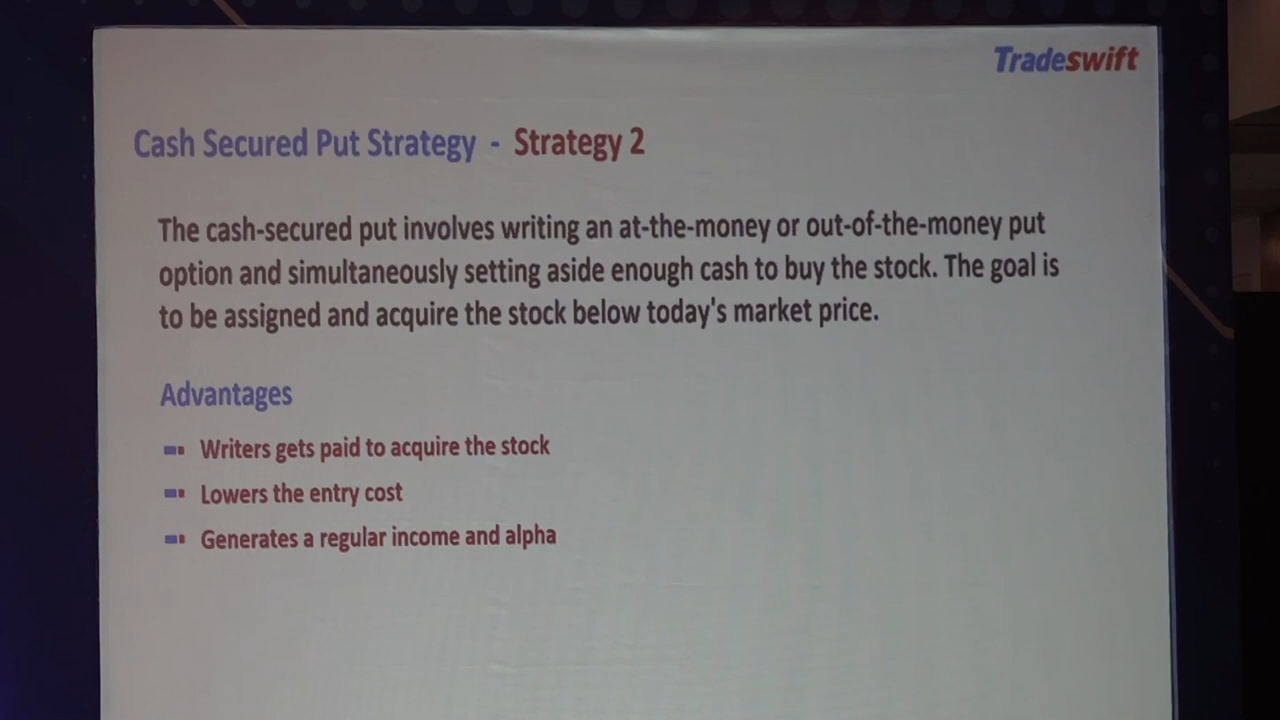 Tradeswift
Cash Secured Put Strategy - Strategy 2
The cash-secured put involves writing an at-the-money or out-of-the-money put
option and simultaneously setting aside enough cash to buy the stock. The goal is
to be assigned and acquire the stock below today's market price.
Advantages
Writers gets paid to acquire the stock
Lowers the entry cost
Generates a regular income and alpha